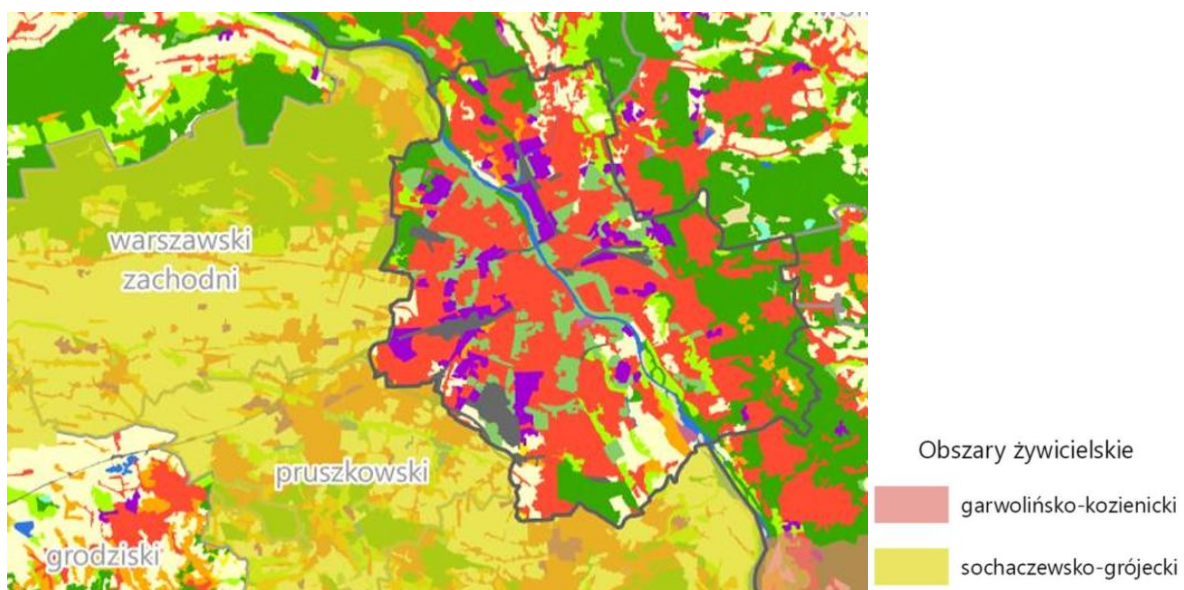 warszawski
zachodni
pruszkowski
grodziski
Obszary żywicielskie
garwolińsko-kozienicki
sochaczewsko-grójecki